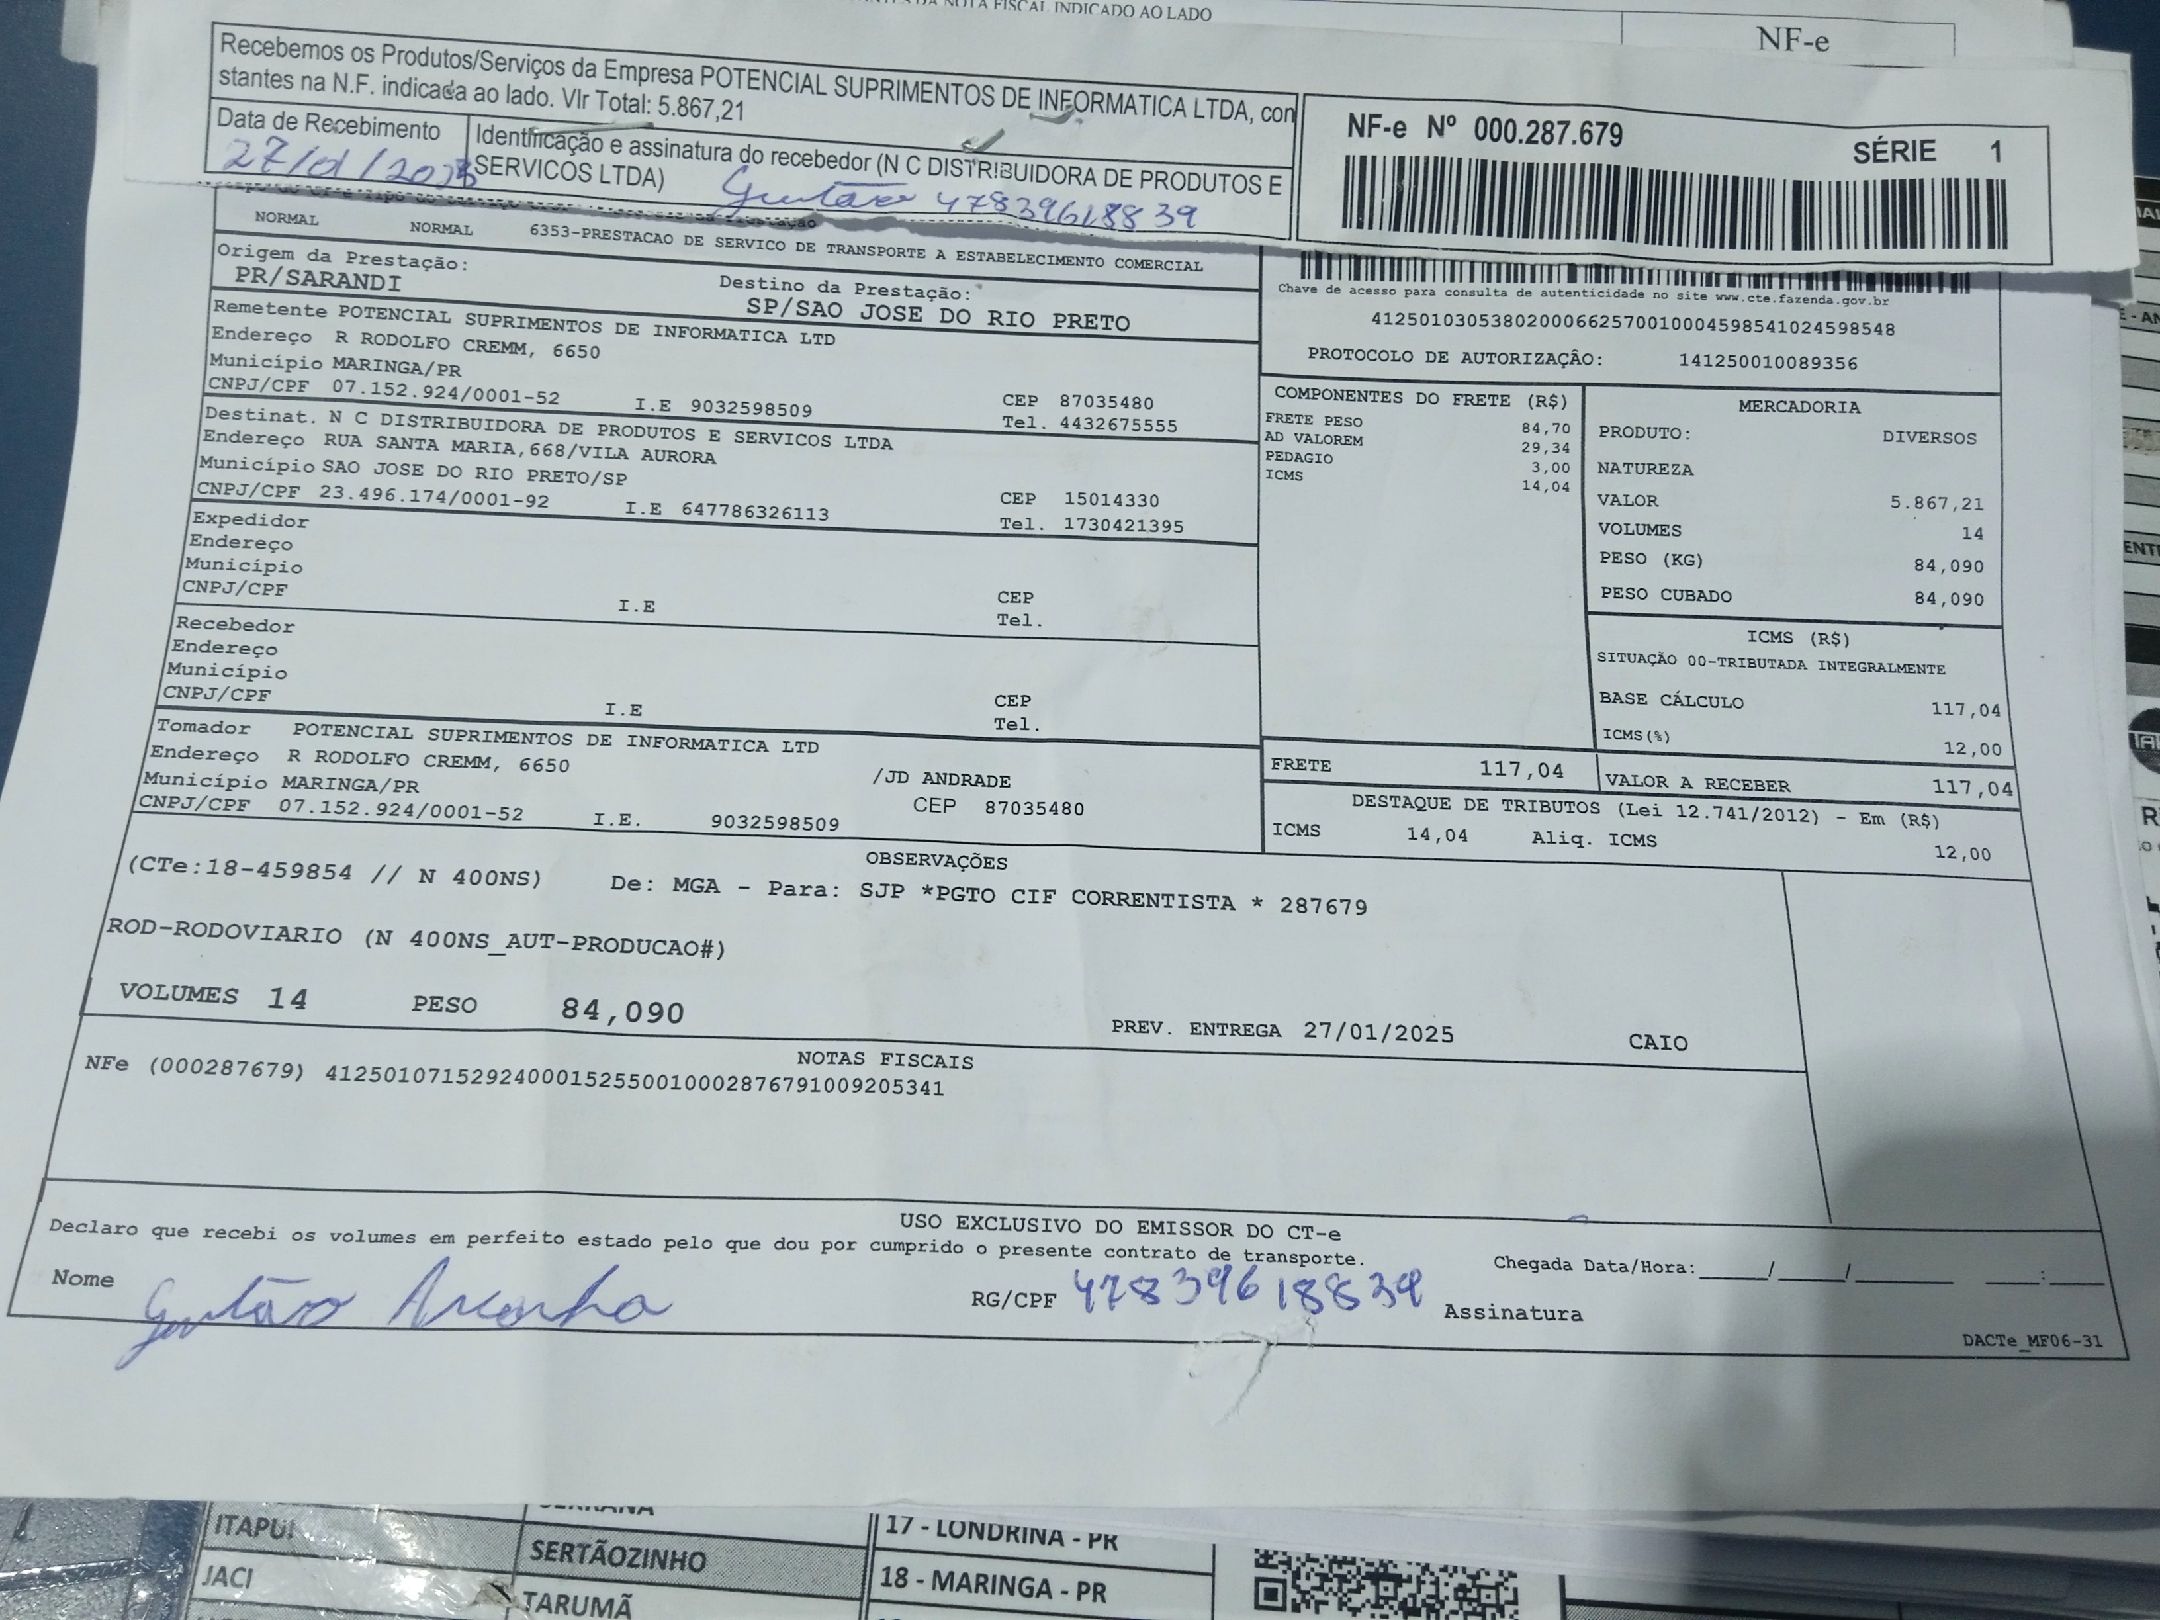 NOTA FISCAL INDICADO AO LADO
NF-e
Recebemos os Produtos/Serviços da Empresa POTENCIAL SUPRIMENTOS DE INFORMATICA LTDA, con
stantes na N.F. indicada ao lado. Vlr Total: 5.867,21
Data de Recebimento
27/01/2025
Identificação e assinatura do recebedor (N C DISTRIBUIDORA DE PRODUTOS E
SERVICOS LTDA)
47839618839
NF-e Nº 000.287.679
SÉRIE 1
NORMAL NORMAL 6353-PRESTACAO DE SERVICO DE TRANSPORTE A ESTABELECIMENTO COMERCIAL
Origem da Prestação:
PR/SARANDI
Destino da Prestação:
SP/SAO JOSE DO RIO PRETO
Remetente POTENCIAL SUPRIMENTOS DE INFORMATICA LTD
Endereço R RODOLFO CREMM, 6650
Município MARINGA/PR
CEP 87035480
CNPJ/CPF 07.152.924/0001-52 I.E 9032598509 Tel. 4432675555
Destinat. N C DISTRIBUIDORA DE PRODUTOS E SERVICOS LTDA
Endereço RUA SANTA MARIA,668/VILA AURORA
Município SAO JOSE DO RIO PRETO/SP
CEP 15014330
CNPJ/CPF 23.496.174/0001-92 I.E 647786326113 Tel. 1730421395
Expedidor
Endereço
Município
CEP
CNPJ/CPF I.E Tel.
Recebedor
Endereço
Município
CEP
CNPJ/CPF I.E Tel.
Tomador POTENCIAL SUPRIMENTOS DE INFORMATICA LTD
Endereço R RODOLFO CREMM, 6650 /JD ANDRADE
Município MARINGA/PR CEP 87035480
CNPJ/CPF 07.152.924/0001-52 I.E. 9032598509
Chave de acesso para consulta de autenticidade no site www.cte.fazenda.gov.br
41250103053802000662570010004598541024598548
PROTOCOLO DE AUTORIZAÇÃO: 141250010089356
COMPONENTES DO FRETE (R$)
FRETE PESO 84,70
AD VALOREM 29,34
PEDAGIO 3,00
ICMS 14,04
MERCADORIA
PRODUTO: DIVERSOS
NATUREZA
VALOR 5.867,21
VOLUMES 14
PESO (KG) 84,090
PESO CUBADO 84,090
ICMS (R$)
SITUAÇÃO 00-TRIBUTADA INTEGRALMENTE
BASE CÁLCULO 117,04
ICMS(%) 12,00
FRETE 117,04 VALOR A RECEBER 117,04
DESTAQUE DE TRIBUTOS (Lei 12.741/2012) - Em (R$)
ICMS 14,04 Aliq. ICMS 12,00
OBSERVAÇÕES
(CTe:18-459854 // N 400NS) De: MGA - Para: SJP *PGTO CIF CORRENTISTA * 287679
ROD-RODOVIARIO (N 400NS_AUT-PRODUCAO#)
VOLUMES 14 PESO 84,090 PREV. ENTREGA 27/01/2025 CAIO
NOTAS FISCAIS
NFe (000287679) 41250107152924000152550010002876791009205341
USO EXCLUSIVO DO EMISSOR DO CT-e
Declaro que recebi os volumes em perfeito estado pelo que dou por cumprido o presente contrato de transporte.
Chegada Data/Hora:_____/_____/_______ ___:____
Nome
RG/CPF 47839618839
Assinatura
DACTe_MF06-31
ITAPUI
JACI
SERTÃOZINHO
TARUMÃ
17 - LONDRINA - PR
18 - MARINGA - PR